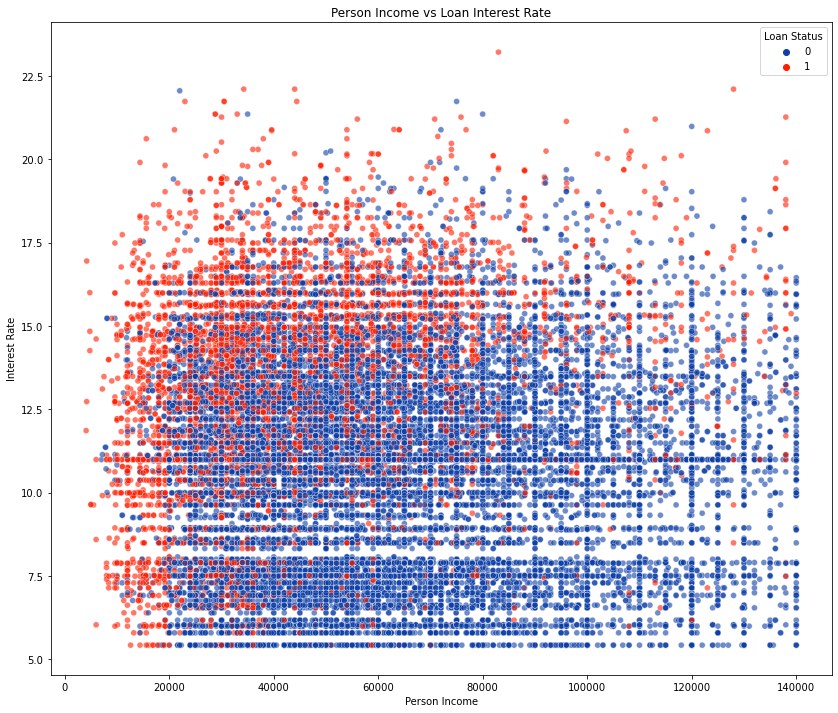 Person Income vs Loan Interest Rate
Loan Status
0
1
22.5
20.0
17.5
15.0
12.5
10.0
7.5
5.0
Interest Rate
0 20000 40000 60000 80000 100000 120000 140000
Person Income